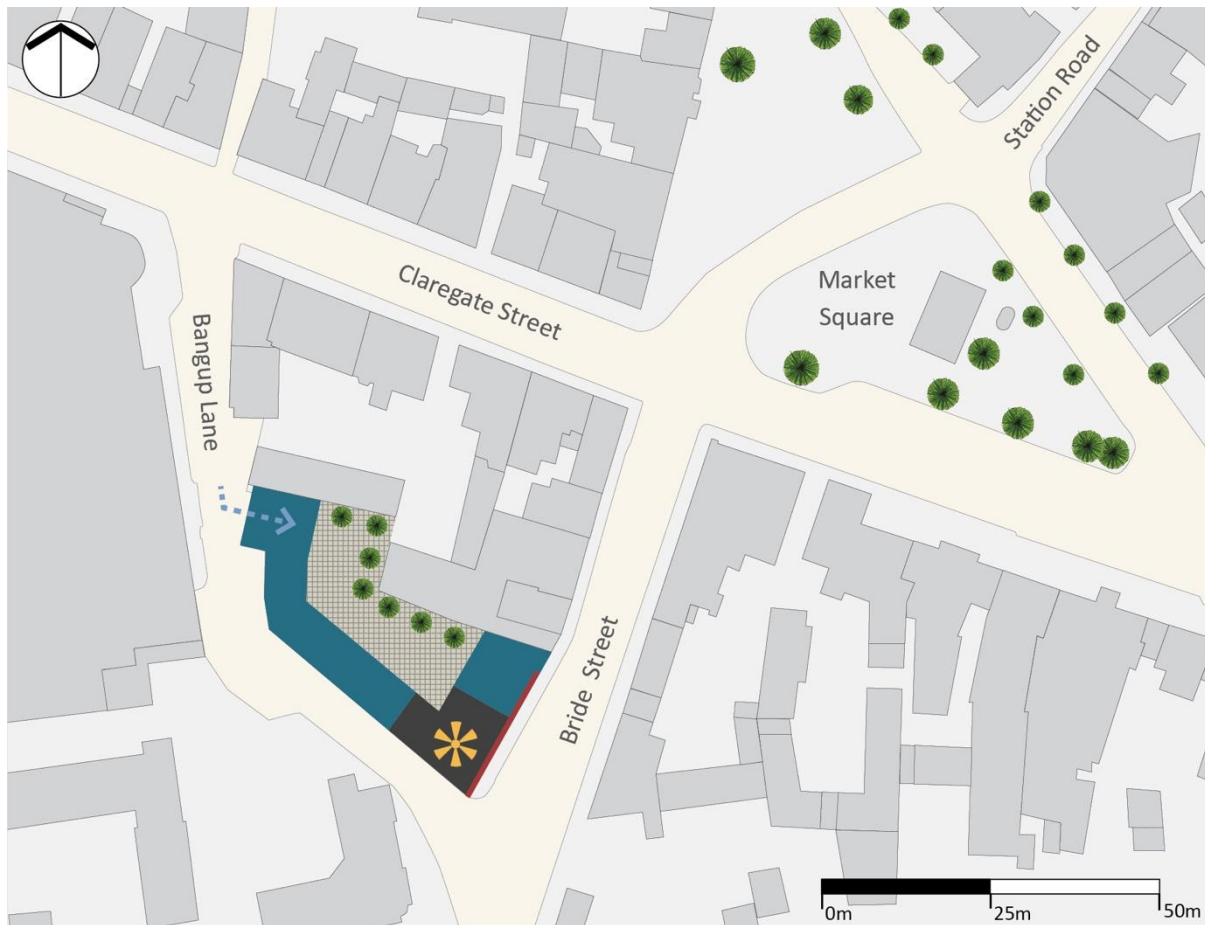 Station Road
Claregate Street
Market
Square
Bangup Lane
Bride Street
0m
25m
50m